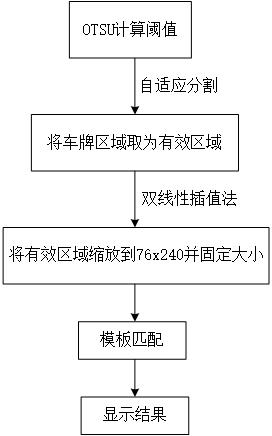 OTSU计算阈值
自适应分割
将车牌区域取为有效区域
双线性插值法
将有效区域缩放到76x240并固定大小
模板匹配
显示结果